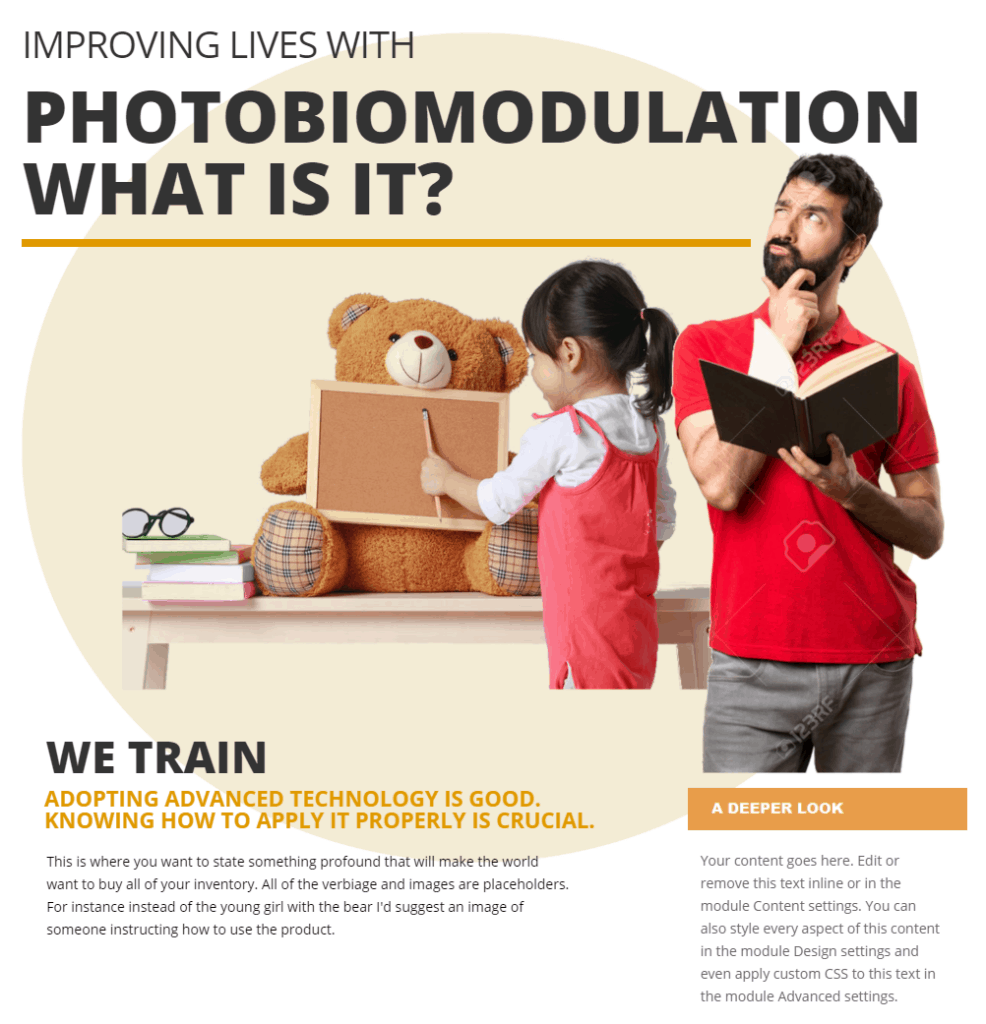 IMPROVING LIVES WITH
PHOTOBIOMODULATION
WHAT IS IT?
123RF
123RF
WE TRAIN
ADOPTING ADVANCED TECHNOLOGY IS GOOD.
KNOWING HOW TO APPLY IT PROPERLY IS CRUCIAL.
This is where you want to state something profound that will make the world
want to buy all of your inventory. All of the verbiage and images are placeholders.
For instance instead of the young girl with the bear I'd suggest an image of
someone instructing how to use the product.
A DEEPER LOOK
Your content goes here. Edit or
remove this text inline or in the
module Content settings. You can
also style every aspect of this content
in the module Design settings and
even apply custom CSS to this text in
the module Advanced settings.